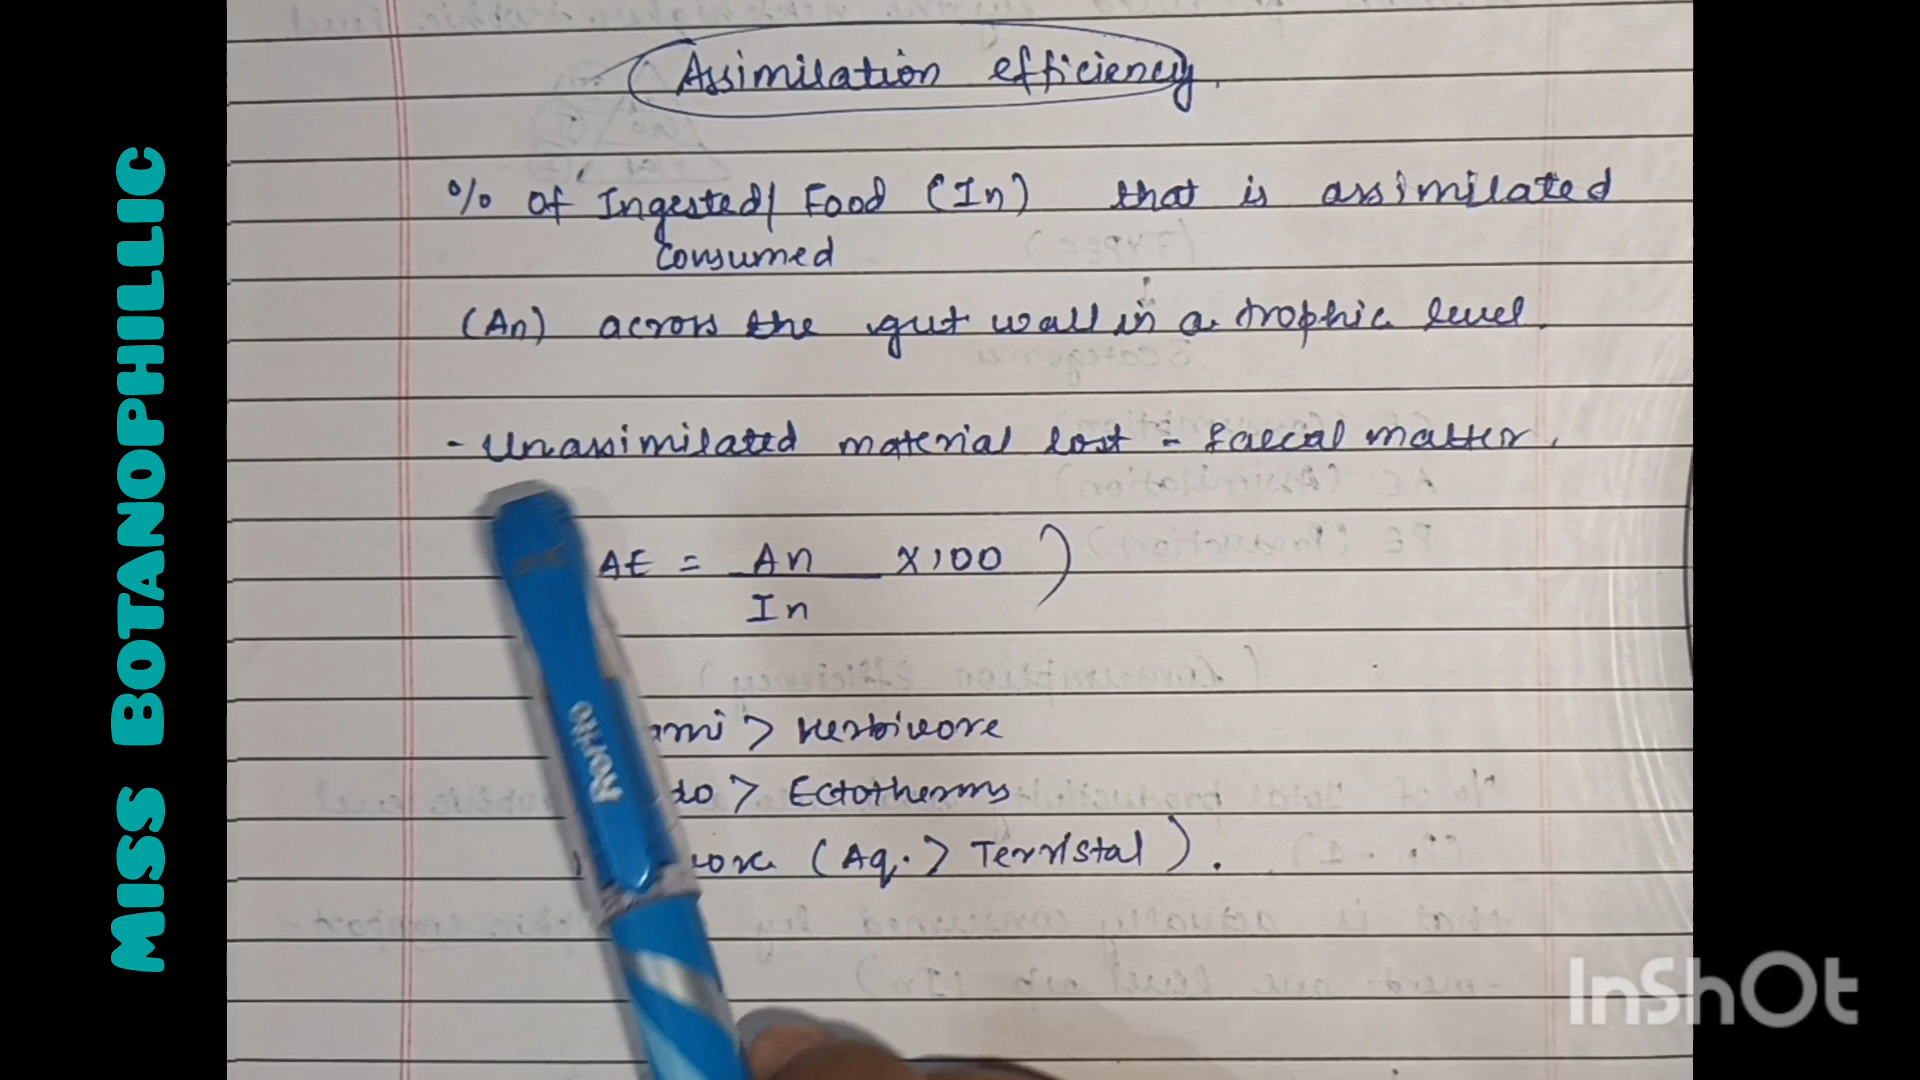 Assimilation efficiency.
% of Ingested/ Food (In) that is assimilated
Consumed
(An) across the gut wall in a trophic level.
- Unassimilated material lost - faecal matter.
AE = An × 100 )
In
> Herbivore
> Ectotherms
(Aq. > Terristal).
Rorito
MISS BOTANOPHILLIC
InShOt